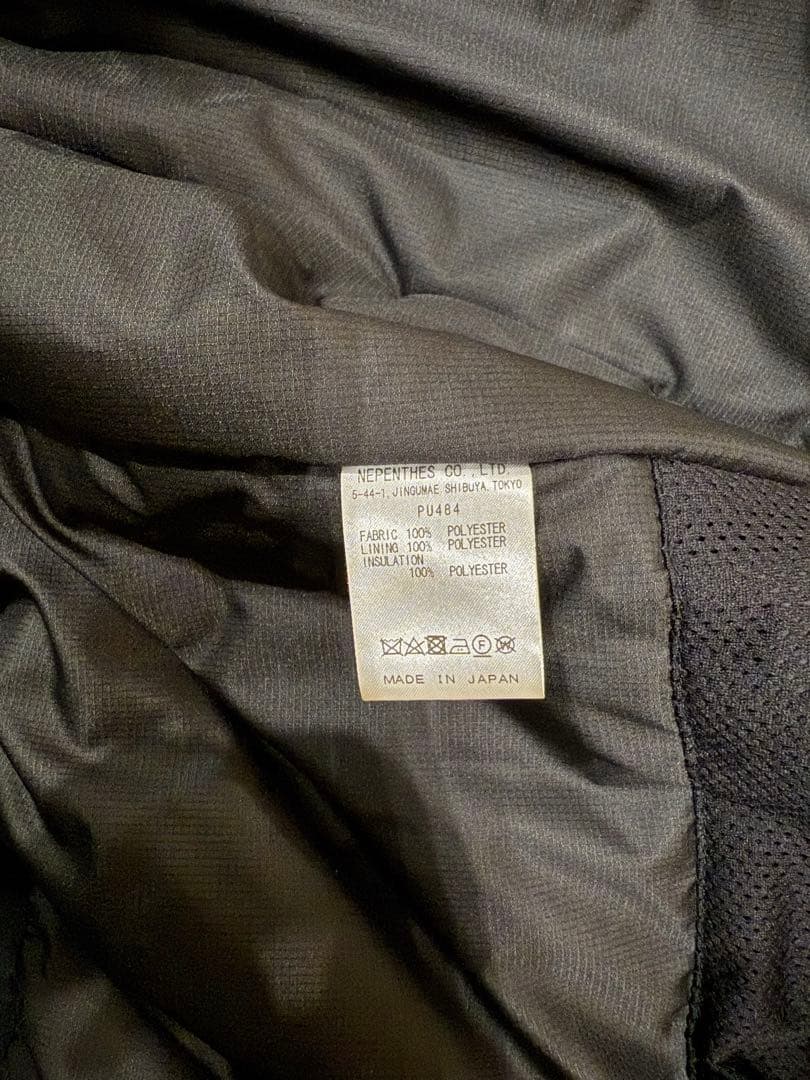 NEPENTHES CO., LTD.
5-44-1, JINGUMAE SHIBUYA, TOKYO
PU484
FABRIC 100% POLYESTER
LINING 100% POLYESTER
INSULATION
100% POLYESTER
F W
MADE IN JAPAN